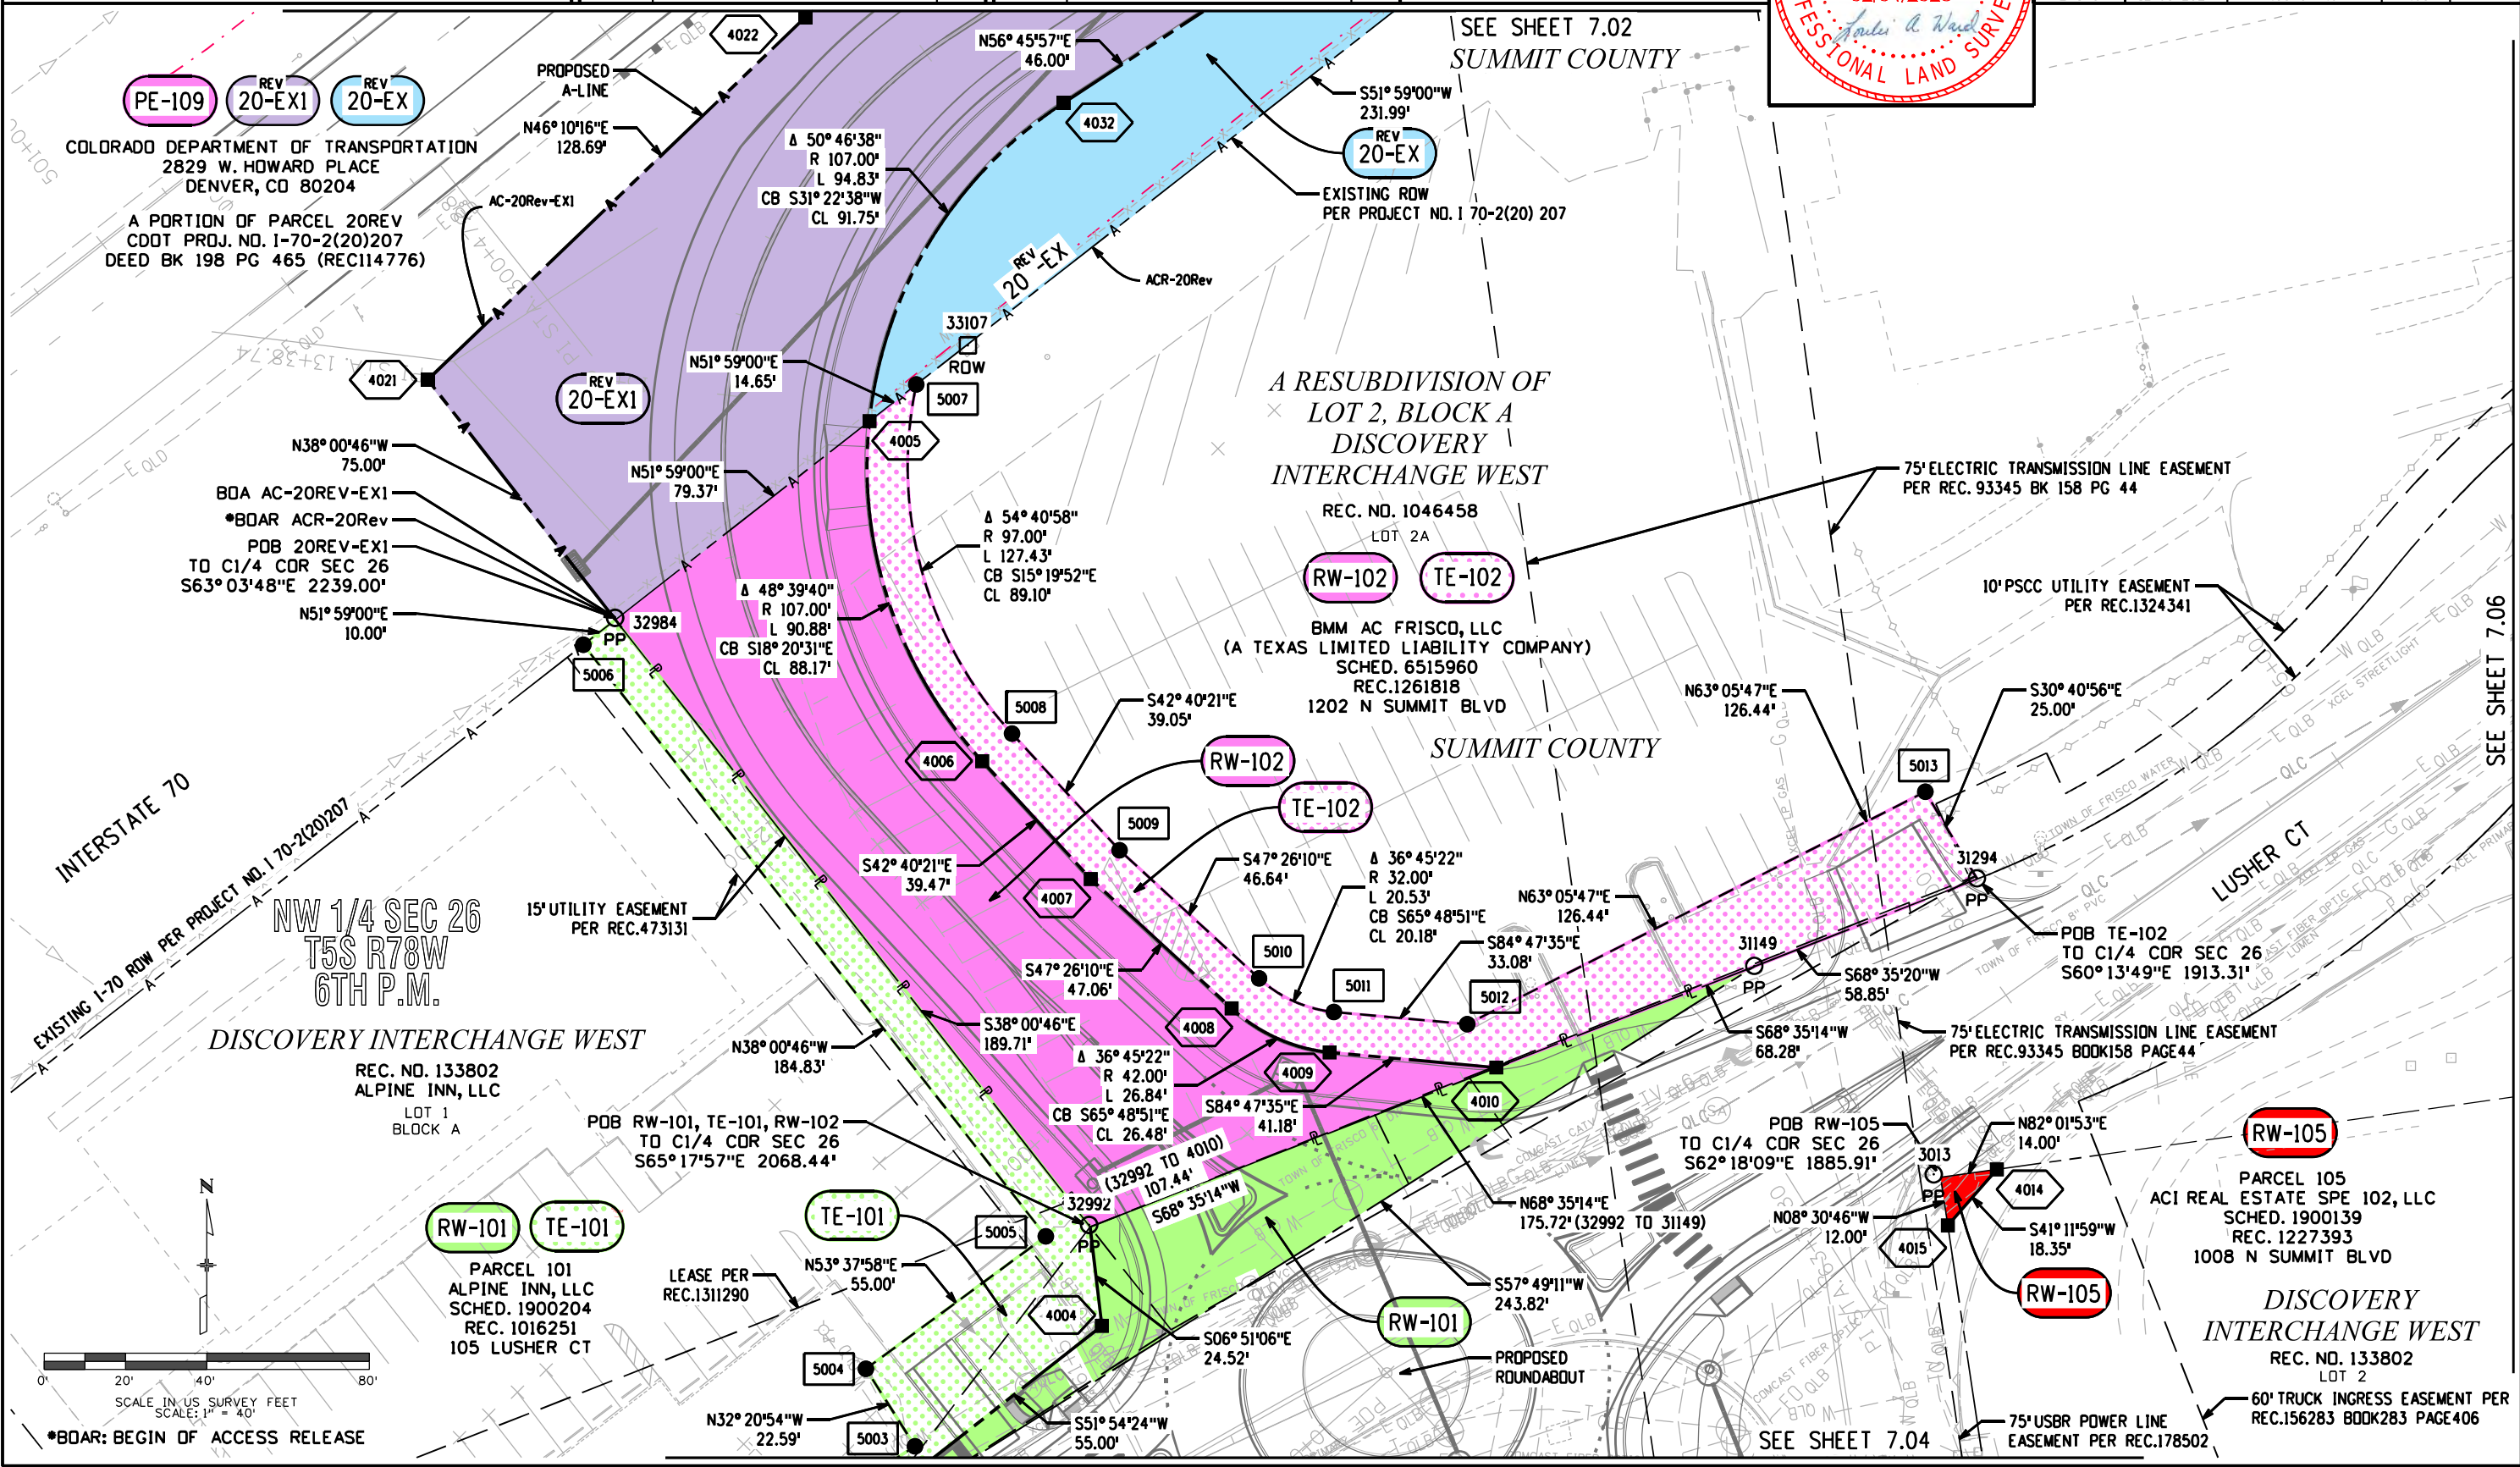 SEE SHEET 7.02
SUMMIT COUNTY
02/01/2023
Loulie A Ward
PROFESSIONAL LAND SURVE
PE-109
REV
20-EX1
REV
20-EX
COLORADO DEPARTMENT OF TRANSPORTATION
2829 W. HOWARD PLACE
DENVER, CO 80204
A PORTION OF PARCEL 20REV
CDOT PROJ. NO. I-70-2(20)207
DEED BK 198 PG 465 (REC114776)
4022
PROPOSED
A-LINE
N46°10'16"E
128.69'
AC-20Rev-EX1
N56°45'57"E
46.00'
4032
Δ 50°46'38"
R 107.00'
L 94.83'
CB S31°22'38"W
CL 91.75'
S51°59'00"W
231.99'
REV
20-EX
EXISTING ROW
PER PROJECT NO. I 70-2(20) 207
REV
20 -EX
ACR-20Rev
33107
ROW
5007
4005
N51°59'00"E
14.65'
4021
REV
20-EX1
N38°00'46"W
75.00'
BOA AC-20REV-EX1
*BOAR ACR-20Rev
POB 20REV-EX1
TO C1/4 COR SEC 26
S63°03'48"E 2239.00'
N51°59'00"E
10.00'
N51°59'00"E
79.37'
32984
PP
5006
A RESUBDIVISION OF
LOT 2, BLOCK A
DISCOVERY
INTERCHANGE WEST
REC. NO. 1046458
LOT 2A
RW-102
TE-102
BMM AC FRISCO, LLC
(A TEXAS LIMITED LIABILITY COMPANY)
SCHED. 6515960
REC.1261818
1202 N SUMMIT BLVD
SUMMIT COUNTY
75' ELECTRIC TRANSMISSION LINE EASEMENT
PER REC. 93345 BK 158 PG 44
10' PSCC UTILITY EASEMENT
PER REC.1324341
SEE SHEET 7.06
Δ 54°40'58"
R 97.00'
L 127.43'
CB S15°19'52"E
CL 89.10'
Δ 48°39'40"
R 107.00'
L 90.88'
CB S18°20'31"E
CL 88.17'
5008
S42°40'21"E
39.05'
4006
RW-102
TE-102
5009
S42°40'21"E
39.47'
4007
S47°26'10"E
46.64'
Δ 36°45'22"
R 32.00'
L 20.53'
CB S65°48'51"E
CL 20.18'
N63°05'47"E
126.44'
S30°40'56"E
25.00'
5013
N63°05'47"E
126.44'
S84°47'35"E
33.08'
5010
5011
5012
31149
PP
31294
PP
LUSHER CT
POB TE-102
TO C1/4 COR SEC 26
S60°13'49"E 1913.31'
S68°35'20"W
58.85'
S68°35'14"W
68.28'
75' ELECTRIC TRANSMISSION LINE EASEMENT
PER REC.93345 BOOK158 PAGE44
INTERSTATE 70
EXISTING I-70 ROW PER PROJECT NO. I 70-2(20)207
NW 1/4 SEC 26
T5S R78W
6TH P.M.
15' UTILITY EASEMENT
PER REC.473131
DISCOVERY INTERCHANGE WEST
REC. NO. 133802
ALPINE INN, LLC
LOT 1
BLOCK A
S47°26'10"E
47.06'
4008
S38°00'46"E
189.71'
N38°00'46"W
184.83'
Δ 36°45'22"
R 42.00'
L 26.84'
CB S65°48'51"E
CL 26.48'
4009
4010
S84°47'35"E
41.18'
POB RW-101, TE-101, RW-102
TO C1/4 COR SEC 26
S65°17'57"E 2068.44'
(32992 TO 4010)
107.44'
S68°35'14"W
32992
PP
N68°35'14"E
175.72' (32992 TO 31149)
POB RW-105
TO C1/4 COR SEC 26
S62°18'09"E 1885.91'
3013
PP
N82°01'53"E
14.00'
4014
N08°30'46"W
12.00'
4015
S41°11'59"W
18.35'
RW-105
RW-105
PARCEL 105
ACI REAL ESTATE SPE 102, LLC
SCHED. 1900139
REC. 1227393
1008 N SUMMIT BLVD
DISCOVERY
INTERCHANGE WEST
REC. NO. 133802
LOT 2
60' TRUCK INGRESS EASEMENT PER
REC.156283 BOOK283 PAGE406
75' USBR POWER LINE
EASEMENT PER REC.178502
SEE SHEET 7.04
N
RW-101
TE-101
PARCEL 101
ALPINE INN, LLC
SCHED. 1900204
REC. 1016251
105 LUSHER CT
TE-101
5005
N53°37'58"E
55.00'
LEASE PER
REC.1311290
4004
5004
N32°20'54"W
22.59'
5003
S06°51'06"E
24.52'
S51°54'24"W
55.00'
S57°49'11"W
243.82'
RW-101
PROPOSED
ROUNDABOUT
0' 20' 40' 80'
SCALE IN US SURVEY FEET
SCALE: 1" = 40'
*BOAR: BEGIN OF ACCESS RELEASE